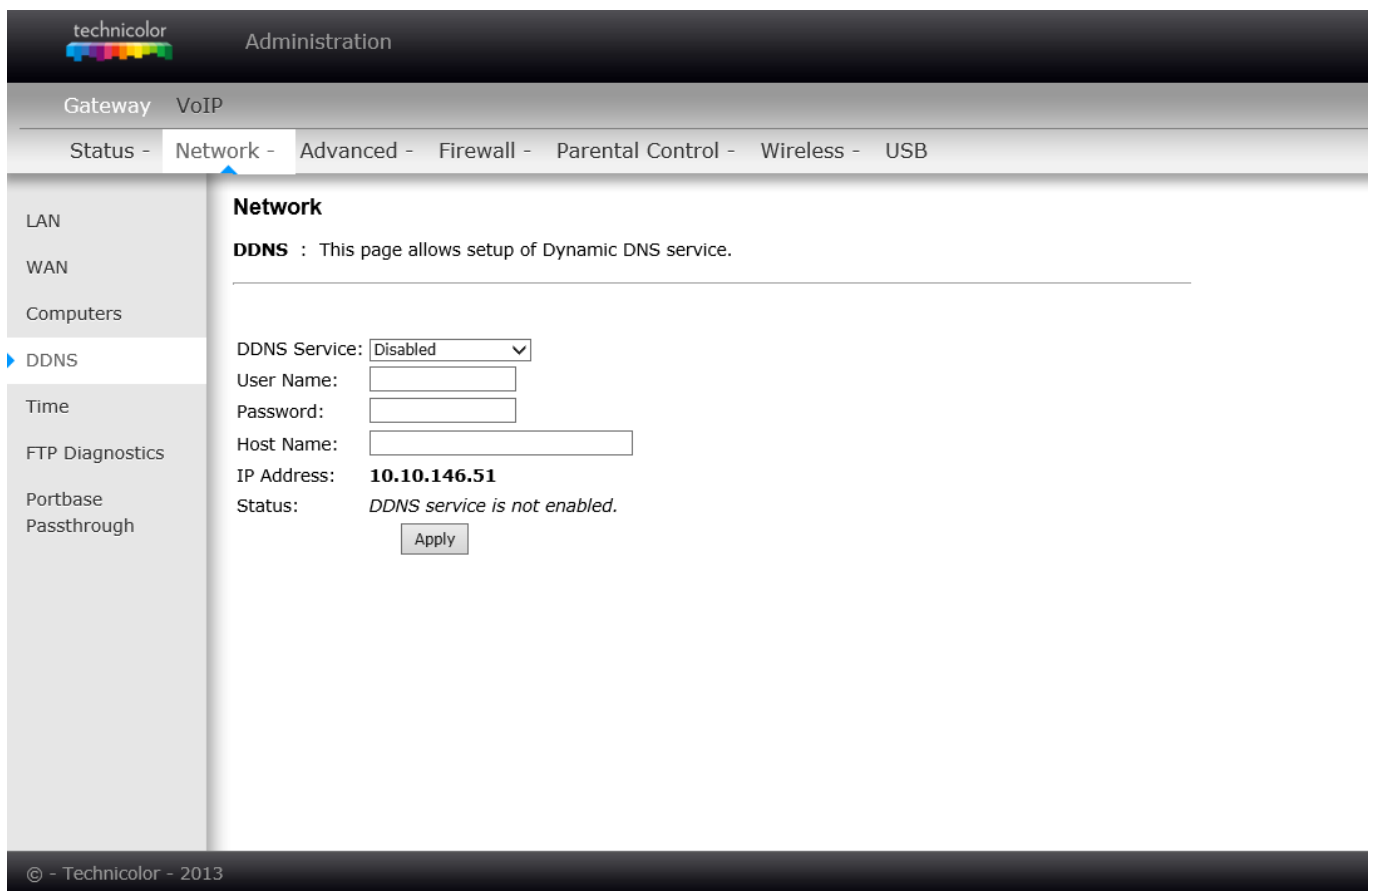 technicolor
Administration
Gateway VoIP
Status - Network - Advanced - Firewall - Parental Control - Wireless - USB
LAN
WAN
Computers
DDNS
Time
FTP Diagnostics
Portbase
Passthrough
Network
DDNS : This page allows setup of Dynamic DNS service.
DDNS Service: Disabled
User Name:
Password:
Host Name:
IP Address: 10.10.146.51
Status: DDNS service is not enabled.
Apply
© - Technicolor - 2013